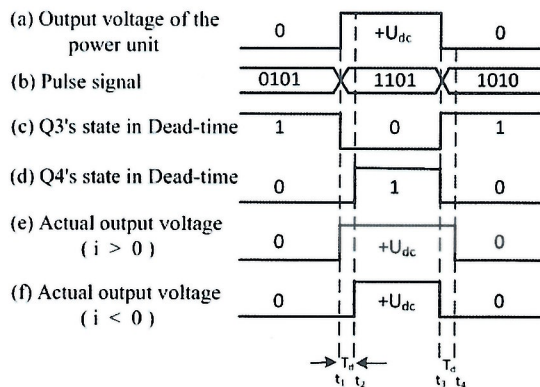 (a) Output voltage of the
power unit
0 +Udc 0
(b) Pulse signal
0101 1101 1010
(c) Q3's state in Dead-time
1 0 1
(d) Q4's state in Dead-time
0 1 0
(e) Actual output voltage
( i > 0 )
0 +Udc 0
(f) Actual output voltage
( i < 0 )
0 +Udc 0
Td Td
t1 t2 t3 t4